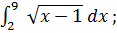 ∫₂⁹ √(x−1) dx ;